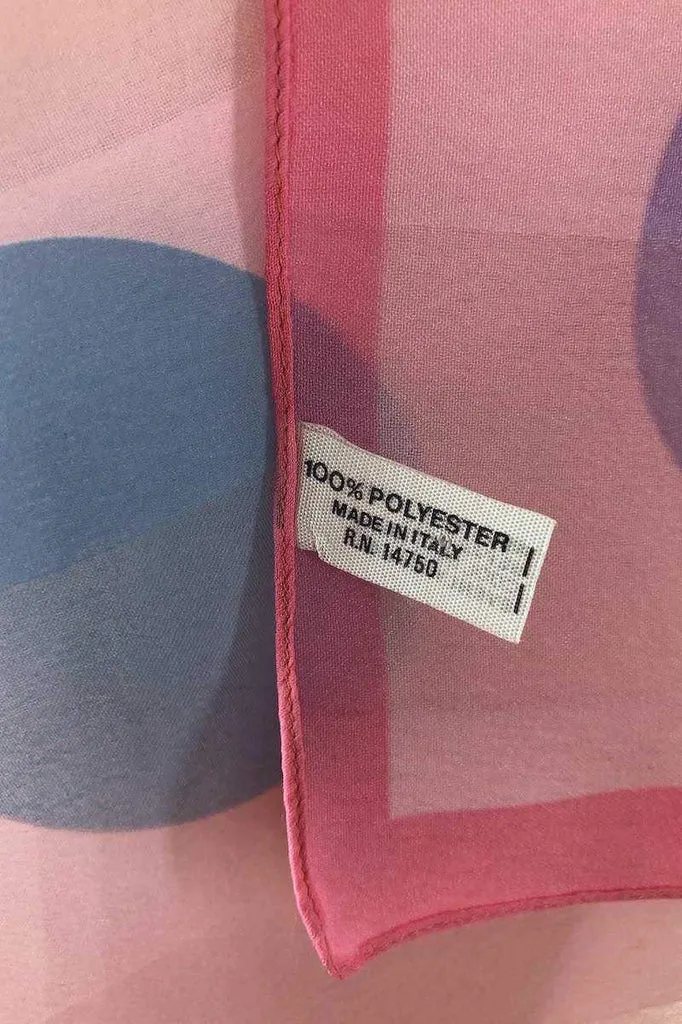 100% POLYESTER
MADE IN ITALY
R.N. 14750